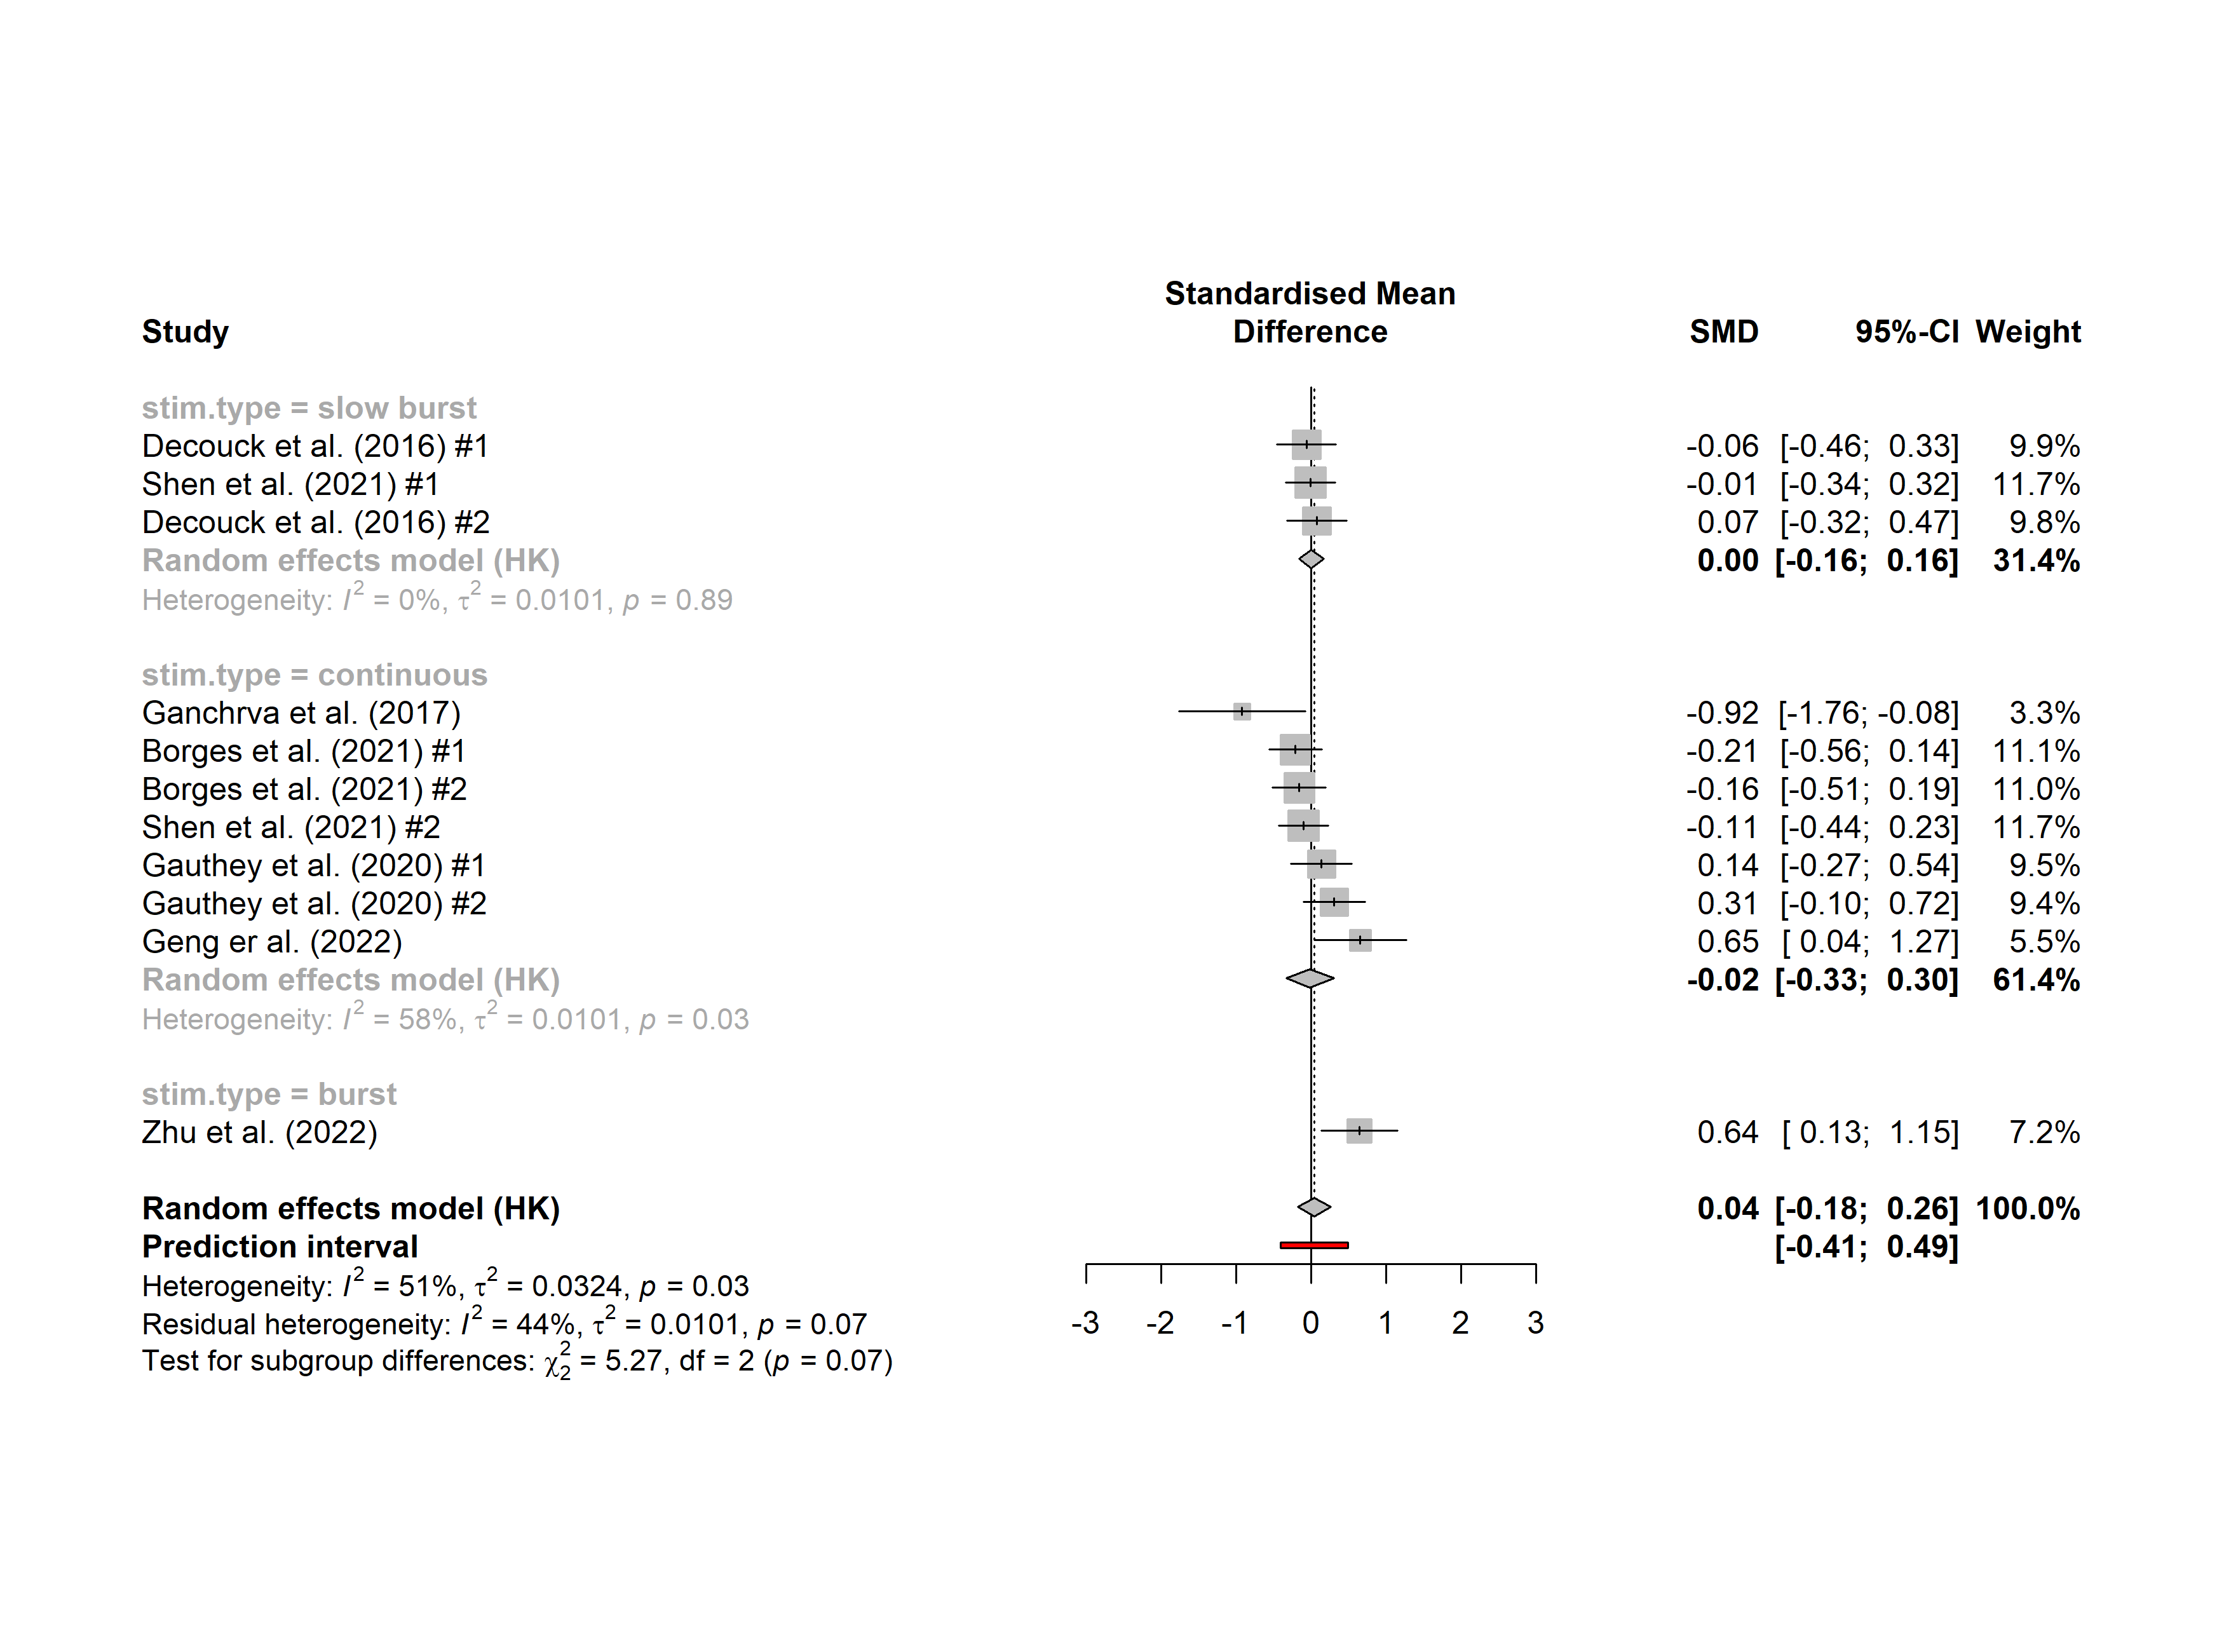 Standardised Mean
Study Difference SMD 95%-CI Weight
stim.type = slow burst
Decouck et al. (2016) #1 -0.06 [-0.46; 0.33] 9.9%
Shen et al. (2021) #1 -0.01 [-0.34; 0.32] 11.7%
Decouck et al. (2016) #2 0.07 [-0.32; 0.47] 9.8%
Random effects model (HK) 0.00 [-0.16; 0.16] 31.4%
Heterogeneity: I² = 0%, τ² = 0.0101, p = 0.89
stim.type = continuous
Ganchrva et al. (2017) -0.92 [-1.76; -0.08] 3.3%
Borges et al. (2021) #1 -0.21 [-0.56; 0.14] 11.1%
Borges et al. (2021) #2 -0.16 [-0.51; 0.19] 11.0%
Shen et al. (2021) #2 -0.11 [-0.44; 0.23] 11.7%
Gauthey et al. (2020) #1 0.14 [-0.27; 0.54] 9.5%
Gauthey et al. (2020) #2 0.31 [-0.10; 0.72] 9.4%
Geng er al. (2022) 0.65 [ 0.04; 1.27] 5.5%
Random effects model (HK) -0.02 [-0.33; 0.30] 61.4%
Heterogeneity: I² = 58%, τ² = 0.0101, p = 0.03
stim.type = burst
Zhu et al. (2022) 0.64 [ 0.13; 1.15] 7.2%
Random effects model (HK) 0.04 [-0.18; 0.26] 100.0%
Prediction interval [-0.41; 0.49]
Heterogeneity: I² = 51%, τ² = 0.0324, p = 0.03
Residual heterogeneity: I² = 44%, τ² = 0.0101, p = 0.07
-3 -2 -1 0 1 2 3
Test for subgroup differences: χ²₂ = 5.27, df = 2 (p = 0.07)